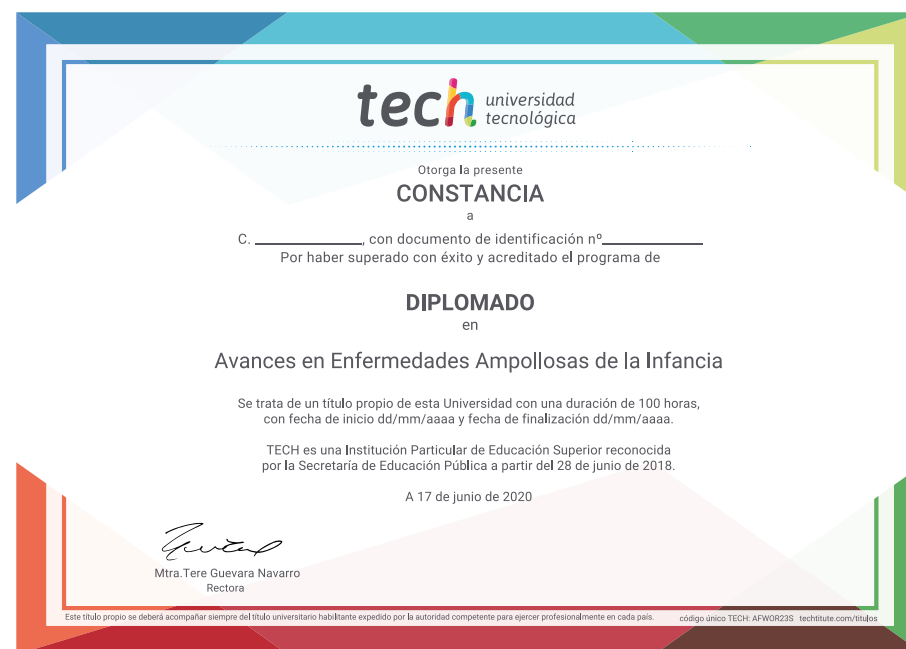 tech universidad
tecnológica
Otorga la presente
CONSTANCIA
a
C. ______________, con documento de identificación nº_____________
Por haber superado con éxito y acreditado el programa de
DIPLOMADO
en
Avances en Enfermedades Ampollosas de la Infancia
Se trata de un título propio de esta Universidad con una duración de 100 horas,
con fecha de inicio dd/mm/aaaa y fecha de finalización dd/mm/aaaa.
TECH es una Institución Particular de Educación Superior reconocida
por la Secretaría de Educación Pública a partir del 28 de junio de 2018.
A 17 de junio de 2020
Mtra.Tere Guevara Navarro
Rectora
Este título propio se deberá acompañar siempre del título universitario habilitante expedido por la autoridad competente para ejercer profesionalmente en cada país. código único TECH: AFWOR23S techtitute.com/titulos